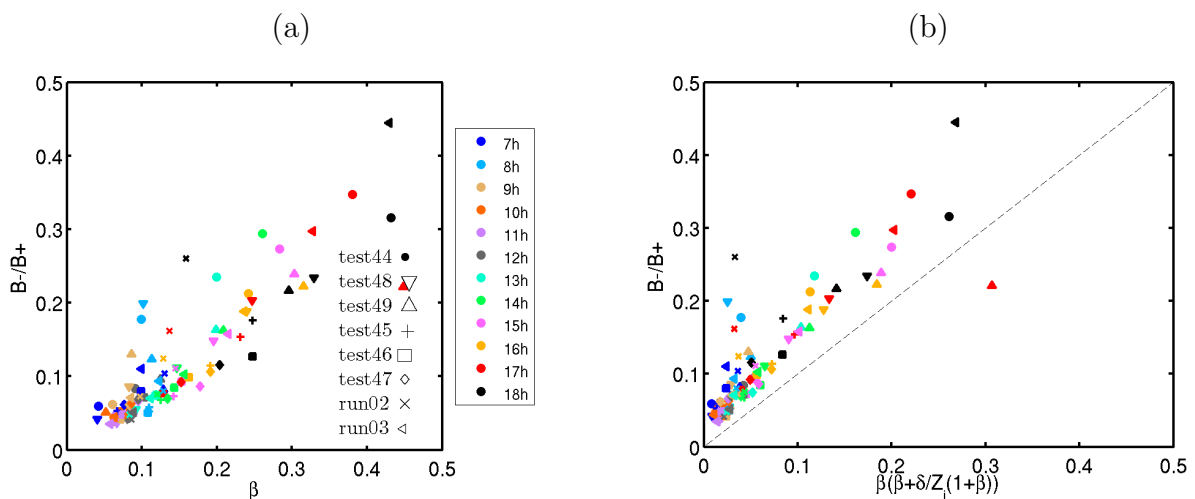 (a)
(b)
0.5
0.4
0.3
0.2
0.1
0
B-/B+
0 0.1 0.2 0.3 0.4 0.5
β
test44
test48
test49
test45
test46
test47
run02
run03
7h
8h
9h
10h
11h
12h
13h
14h
15h
16h
17h
18h
0.5
0.4
0.3
0.2
0.1
0
B-/B+
0 0.1 0.2 0.3 0.4 0.5
β(β+δ/Z_i(1+β))